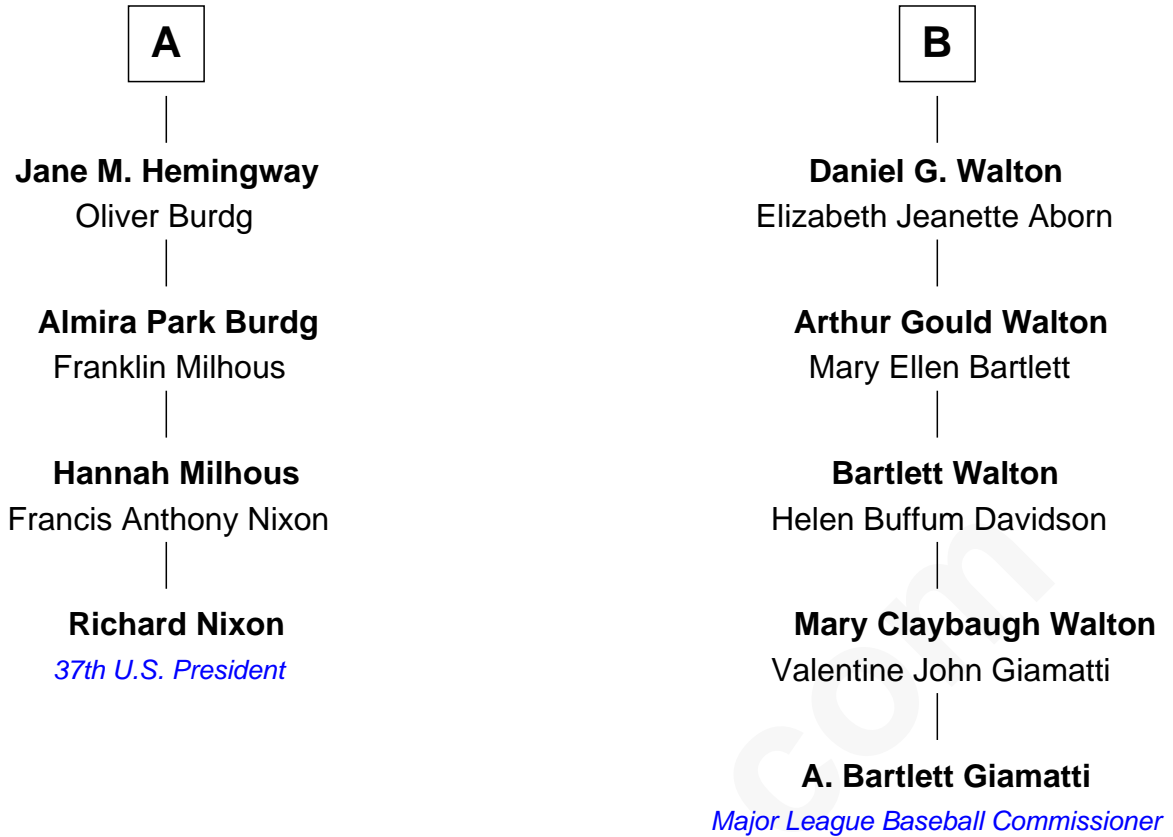 A
Jane M. Hemingway
Oliver Burdg
Almira Park Burdg
Franklin Milhous
Hannah Milhous
Francis Anthony Nixon
Richard Nixon
37th U.S. President
B
Daniel G. Walton
Elizabeth Jeanette Aborn
Arthur Gould Walton
Mary Ellen Bartlett
Bartlett Walton
Helen Buffum Davidson
Mary Claybaugh Walton
Valentine John Giamatti
A. Bartlett Giamatti
Major League Baseball Commissioner
com